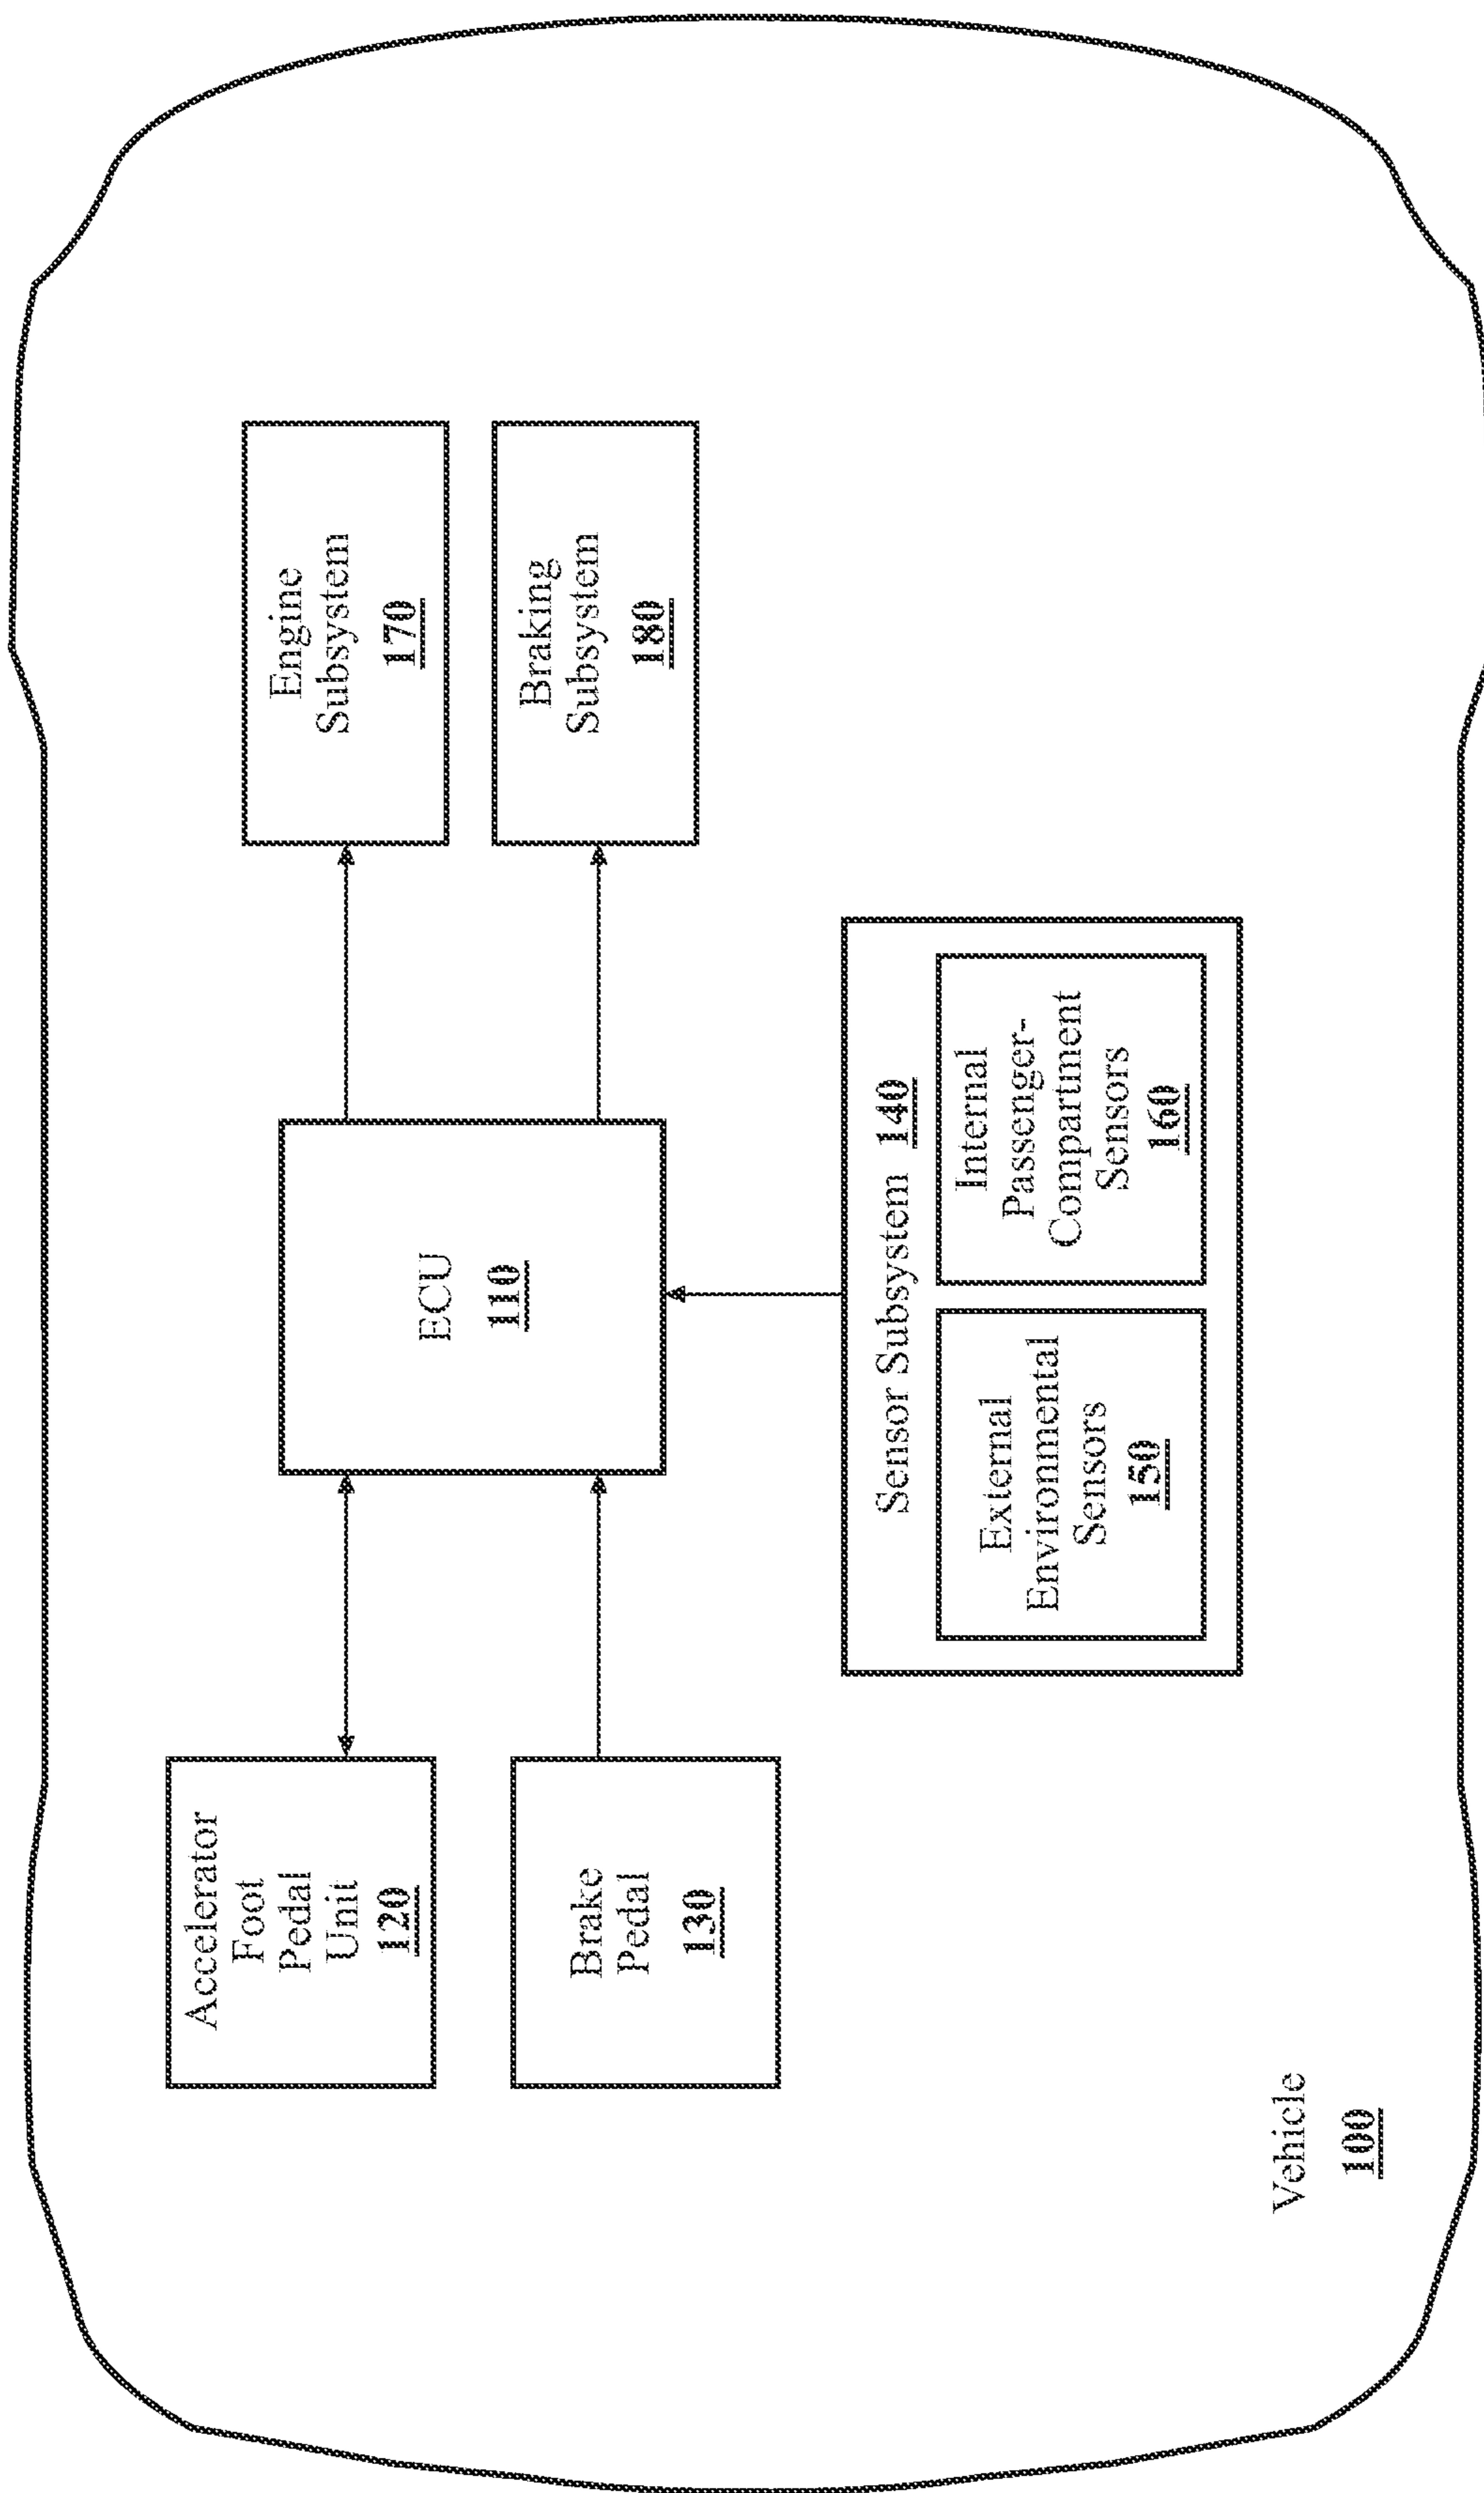 Accelerator
Foot
Pedal
Unit
120
Brake
Pedal
130
ECU
110
Engine
Subsystem
170
Braking
Subsystem
180
Sensor Subsystem 140
External
Environmental
Sensors
150
Internal
Passenger-
Compartment
Sensors
160
Vehicle
100